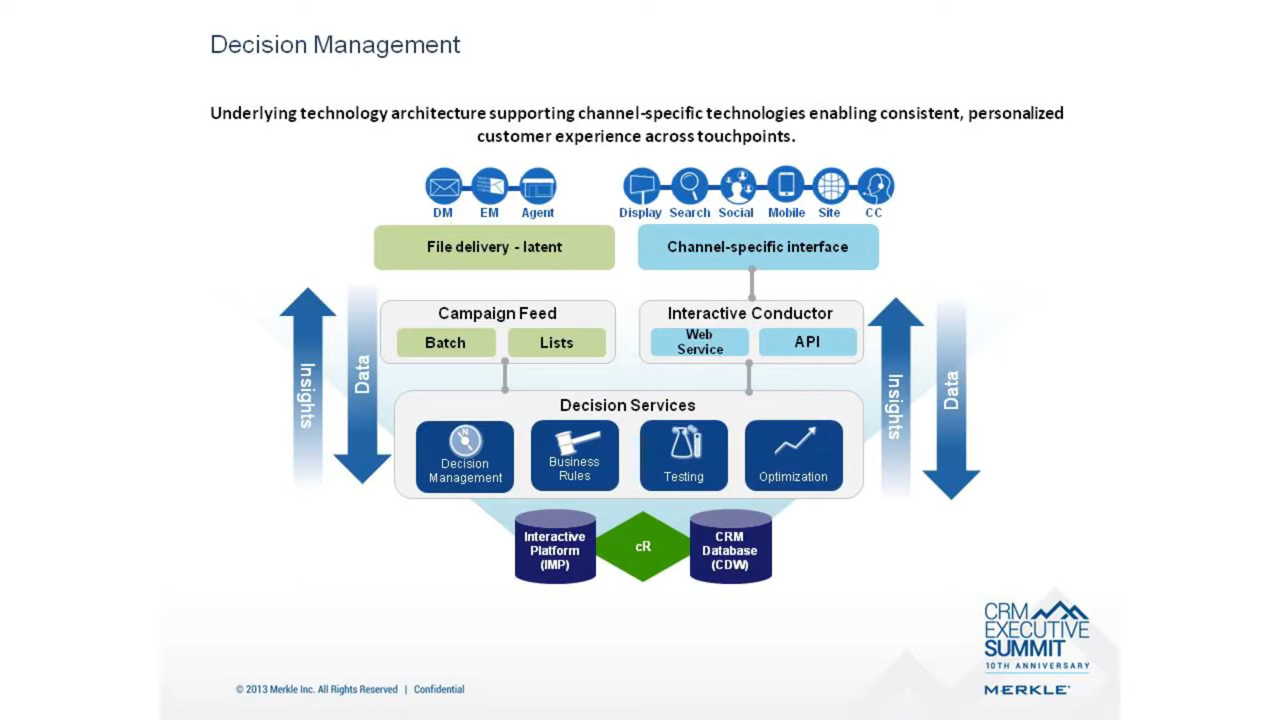 Decision Management
Underlying technology architecture supporting channel-specific technologies enabling consistent, personalized
customer experience across touchpoints.
DM EM Agent
Display Search Social Mobile Site CC
File delivery - latent
Channel-specific interface
Campaign Feed
Batch Lists
Interactive Conductor
Web
Service
API
Insights
Data
Decision Services
Decision
Management
Business
Rules
Testing
Optimization
Insights
Data
Interactive
Platform
(IMP)
cR
CRM
Database
(CDW)
N
CRM
EXECUTIVE
SUMMIT
10TH ANNIVERSARY
MERKLE
© 2013 Merkle Inc. All Rights Reserved | Confidential